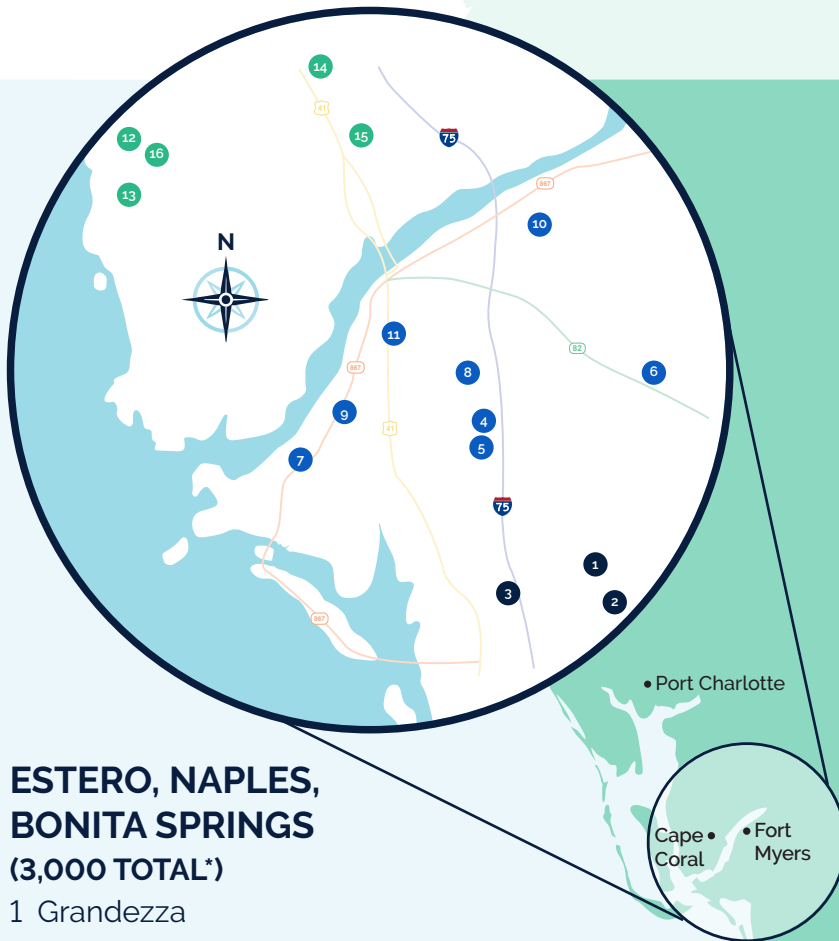 14
41
75
15
12
16
13
867
10
N
11
82
8
6
867
9
4
41
5
7
75
1
3
2
867
Port Charlotte
Cape
Coral
Fort
Myers
ESTERO, NAPLES,
BONITA SPRINGS
(3,000 TOTAL*)
1 Grandezza